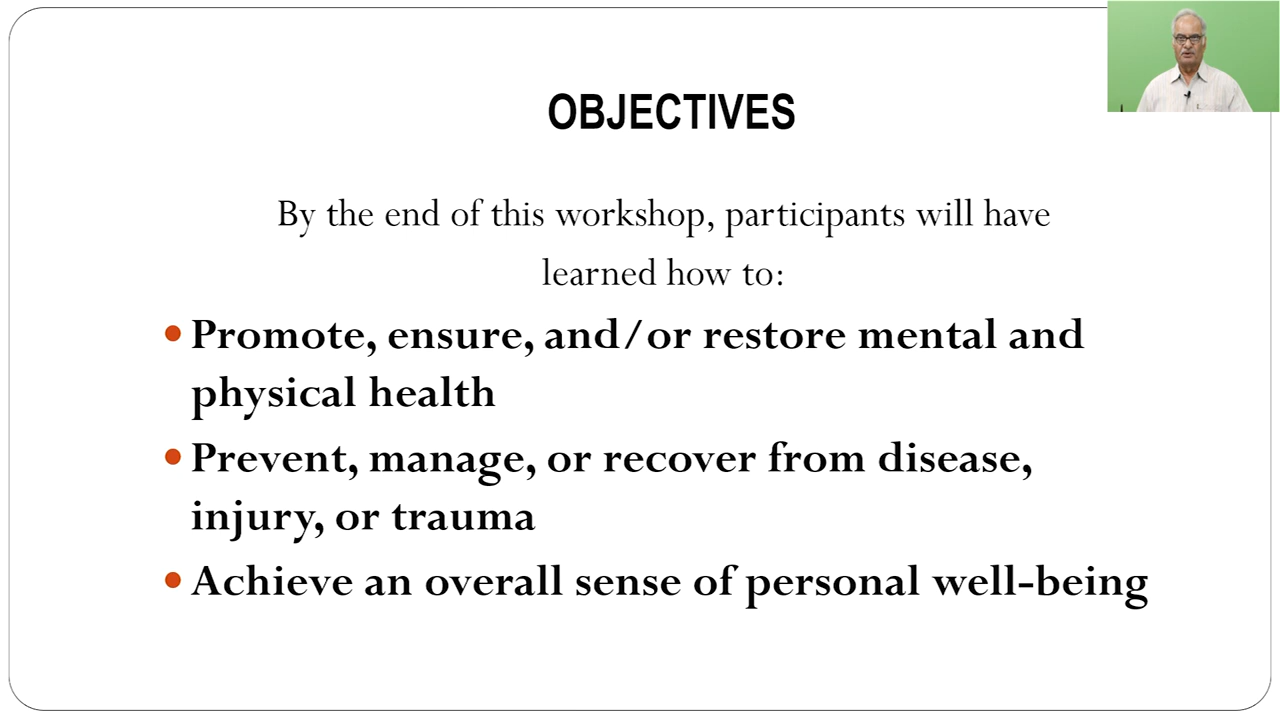 OBJECTIVES
By the end of this workshop, participants will have
learned how to:
• Promote, ensure, and/or restore mental and
physical health
• Prevent, manage, or recover from disease,
injury, or trauma
• Achieve an overall sense of personal well-being